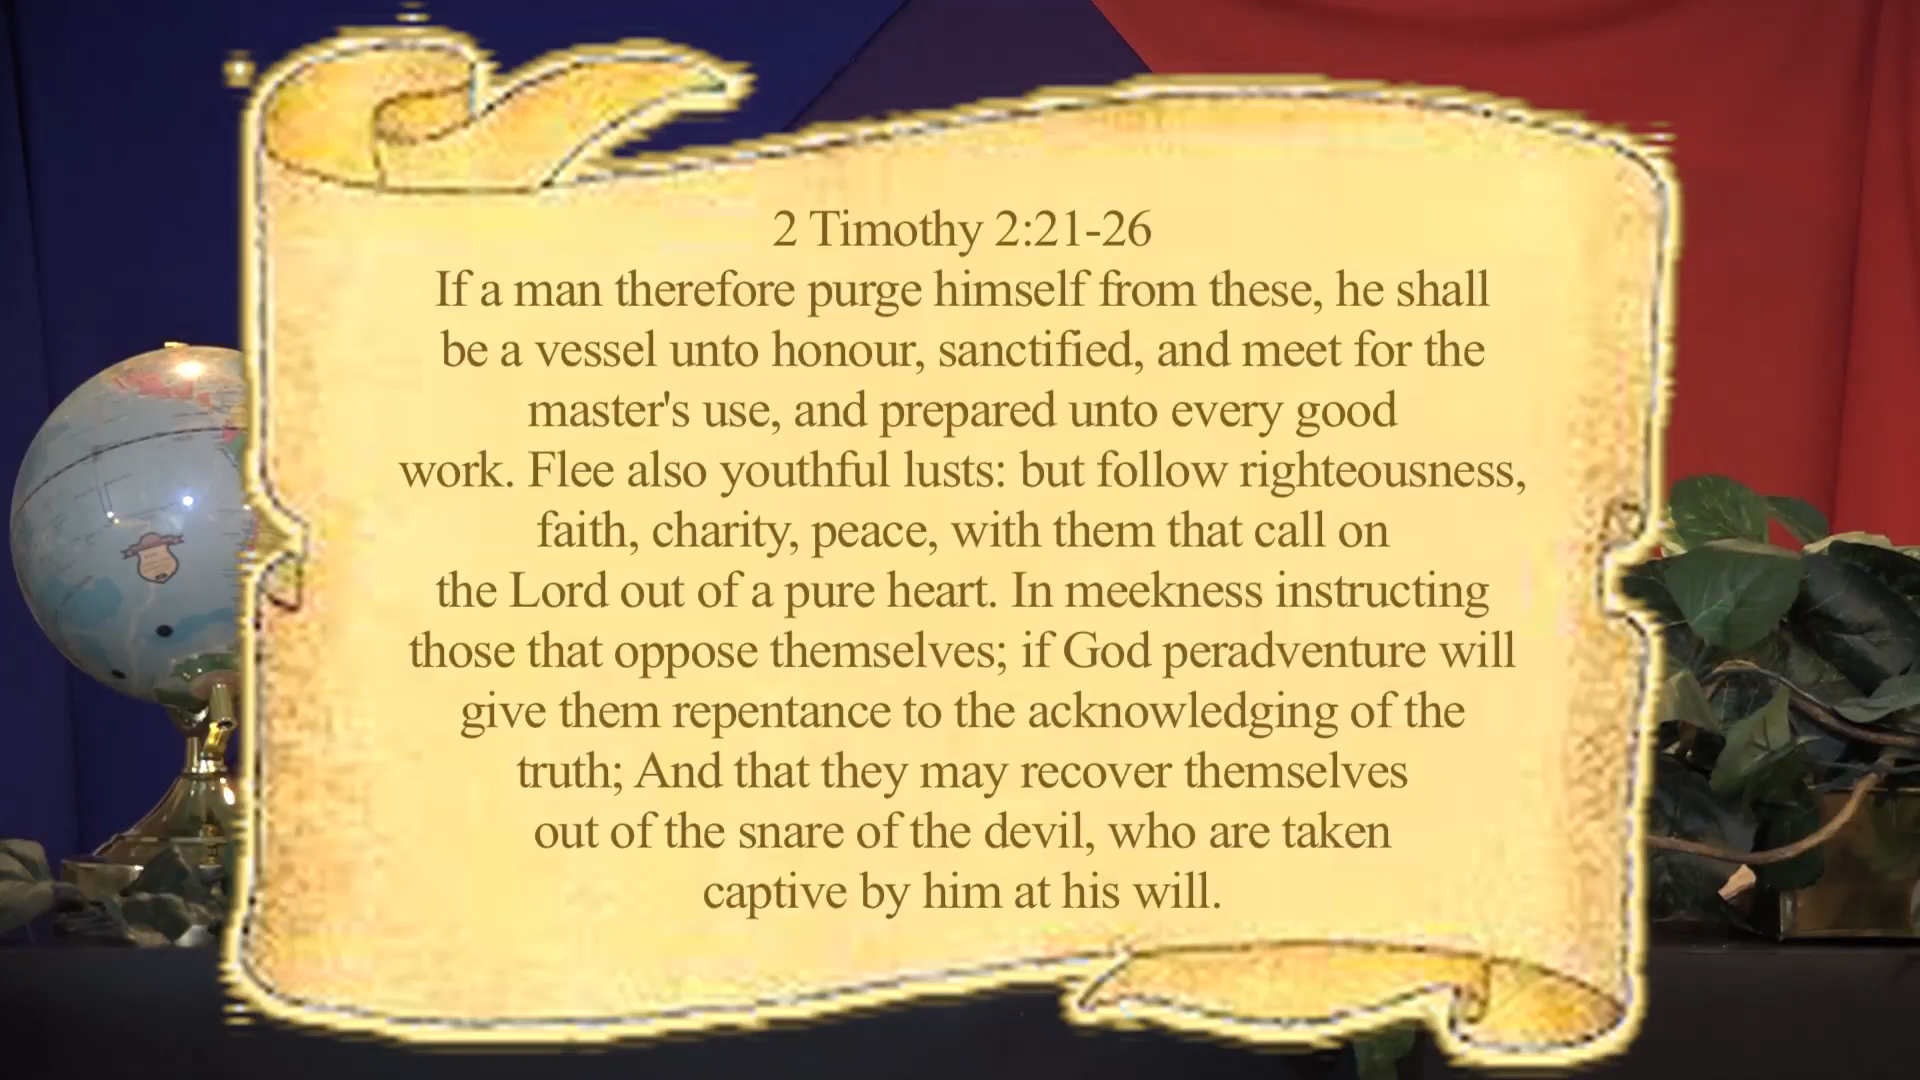 2 Timothy 2:21-26
If a man therefore purge himself from these, he shall
be a vessel unto honour, sanctified, and meet for the
master's use, and prepared unto every good
work. Flee also youthful lusts: but follow righteousness,
faith, charity, peace, with them that call on
the Lord out of a pure heart. In meekness instructing
those that oppose themselves; if God peradventure will
give them repentance to the acknowledging of the
truth; And that they may recover themselves
out of the snare of the devil, who are taken
captive by him at his will.